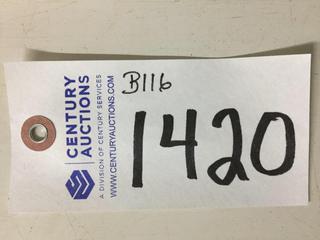 CENTURY
AUCTIONS
A DIVISION OF CENTURY SERVICES
WWW.CENTURYAUCTIONS.COM
B116
1420